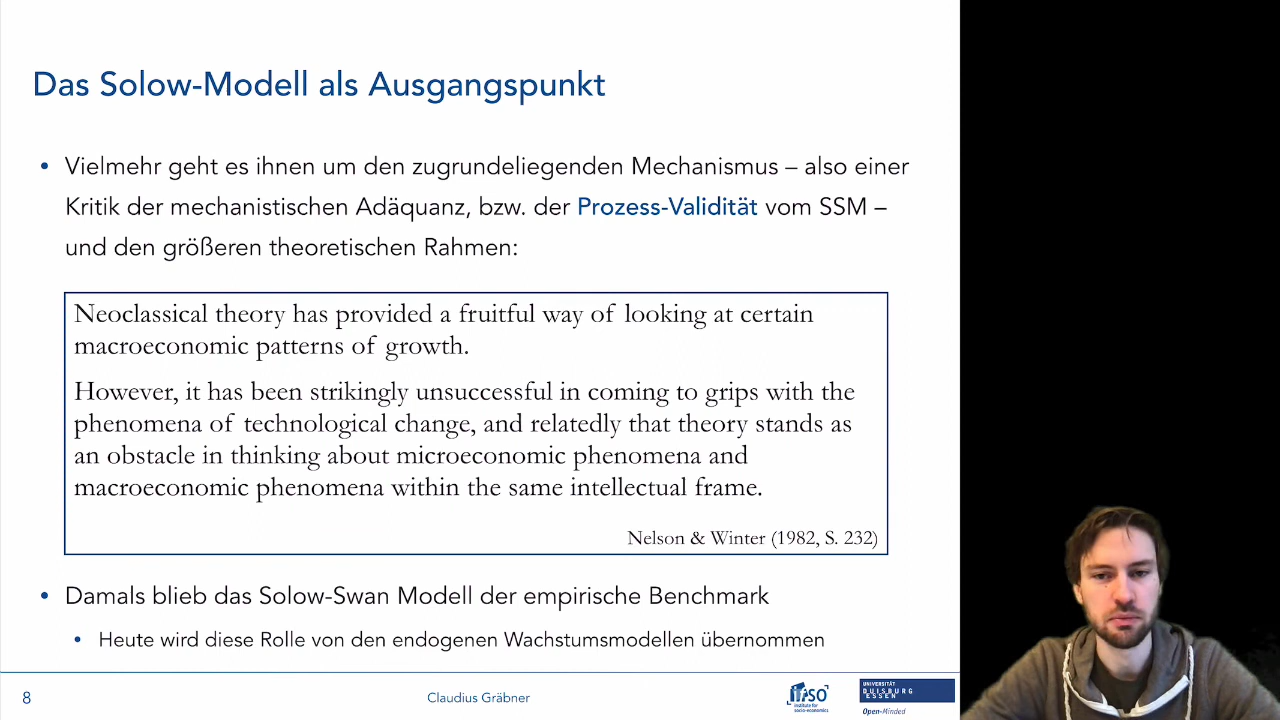 Das Solow-Modell als Ausgangspunkt
• Vielmehr geht es ihnen um den zugrundeliegenden Mechanismus – also einer
Kritik der mechanistischen Adäquanz, bzw. der Prozess-Validität vom SSM –
und den größeren theoretischen Rahmen:
Neoclassical theory has provided a fruitful way of looking at certain
macroeconomic patterns of growth.
However, it has been strikingly unsuccessful in coming to grips with the
phenomena of technological change, and relatedly that theory stands as
an obstacle in thinking about microeconomic phenomena and
macroeconomic phenomena within the same intellectual frame.
Nelson & Winter (1982, S. 232)
• Damals blieb das Solow-Swan Modell der empirische Benchmark
• Heute wird diese Rolle von den endogenen Wachstumsmodellen übernommen
8
Claudius Gräbner
ifso
institute for
socio-economics
UNIVERSITÄT
DUISBURG
ESSEN
Open-Minded